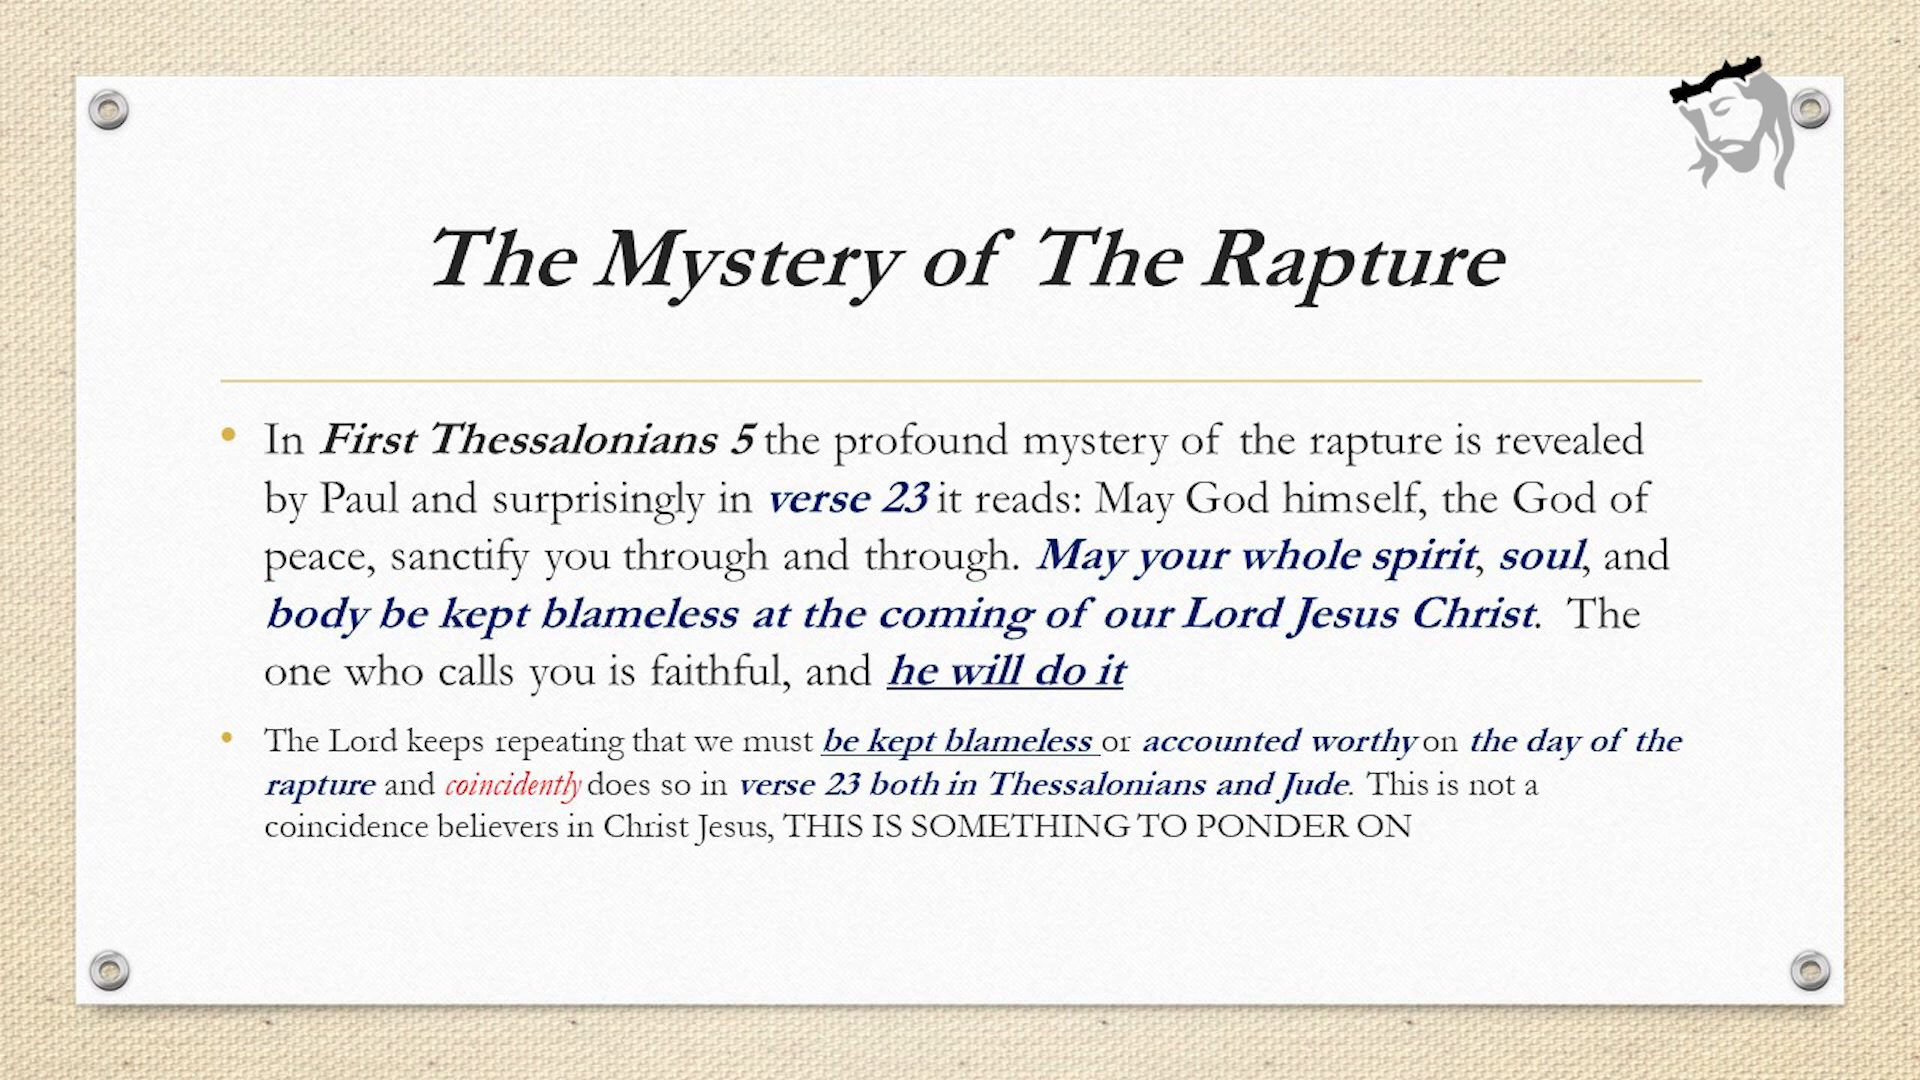 The Mystery of The Rapture
• In First Thessalonians 5 the profound mystery of the rapture is revealed
by Paul and surprisingly in verse 23 it reads: May God himself, the God of
peace, sanctify you through and through. May your whole spirit, soul, and
body be kept blameless at the coming of our Lord Jesus Christ. The
one who calls you is faithful, and he will do it
• The Lord keeps repeating that we must be kept blameless or accounted worthy on the day of the
rapture and coincidently does so in verse 23 both in Thessalonians and Jude. This is not a
coincidence believers in Christ Jesus, THIS IS SOMETHING TO PONDER ON